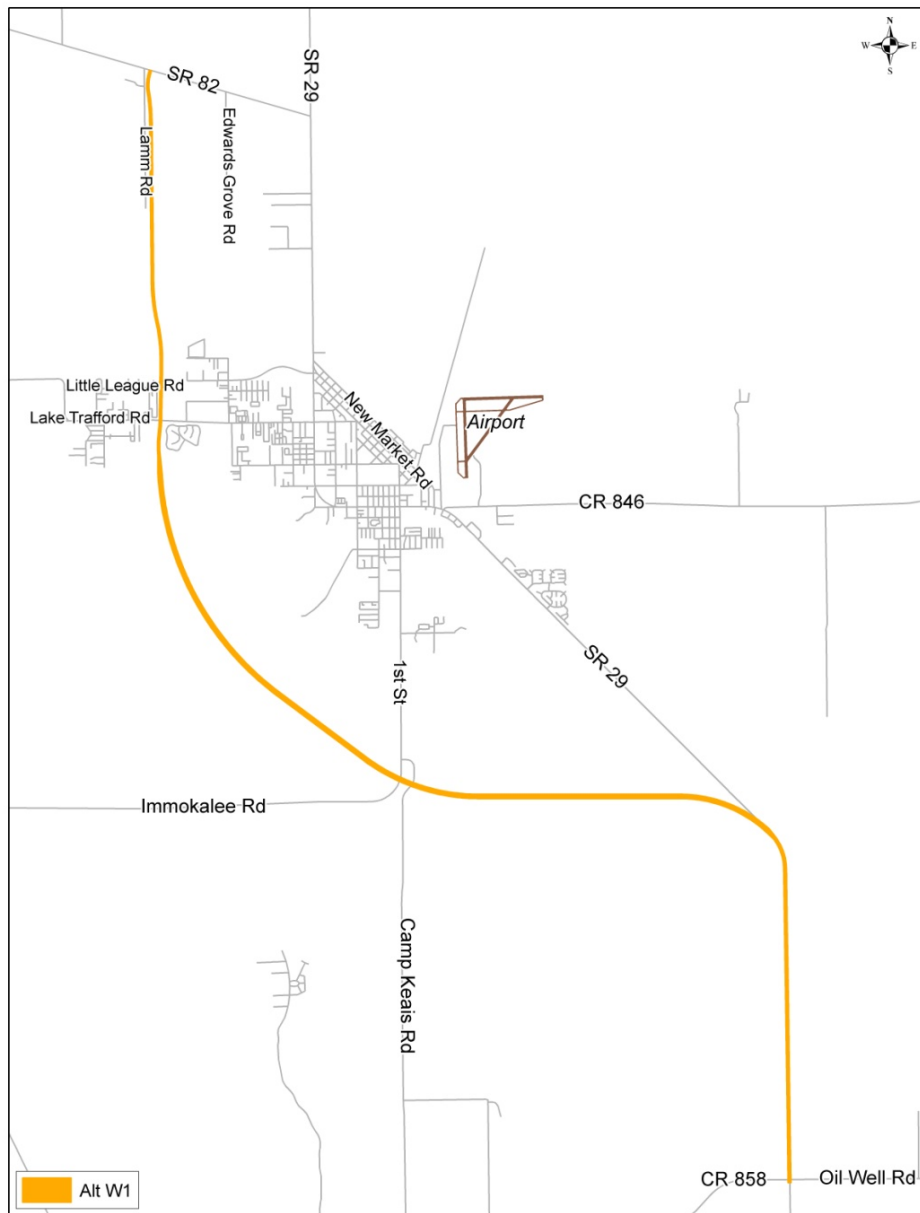 N
W E
S
SR 82
SR 29
Edwards Grove Rd
Lamm Rd
Little League Rd
Lake Trafford Rd
New Market Rd
Airport
CR 846
SR 29
1st St
Immokalee Rd
Camp Keais Rd
CR 858
Oil Well Rd
Alt W1